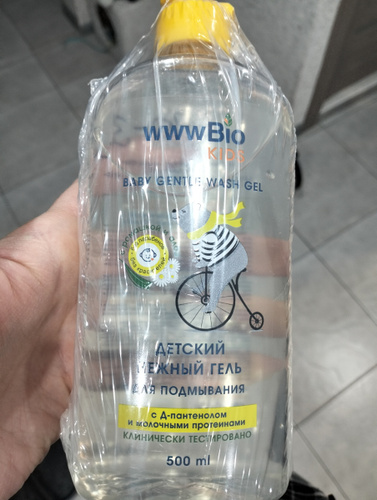 wwwBio
KIDS
BABY GENTLE WASH GEL
ДЕТСКИЙ
НЕЖНЫЙ ГЕЛЬ
ДЛЯ ПОДМЫВАНИЯ
с Д-пантенолом
и молочными протеинами
КЛИНИЧЕСКИ ТЕСТИРОВАНО
500 ml